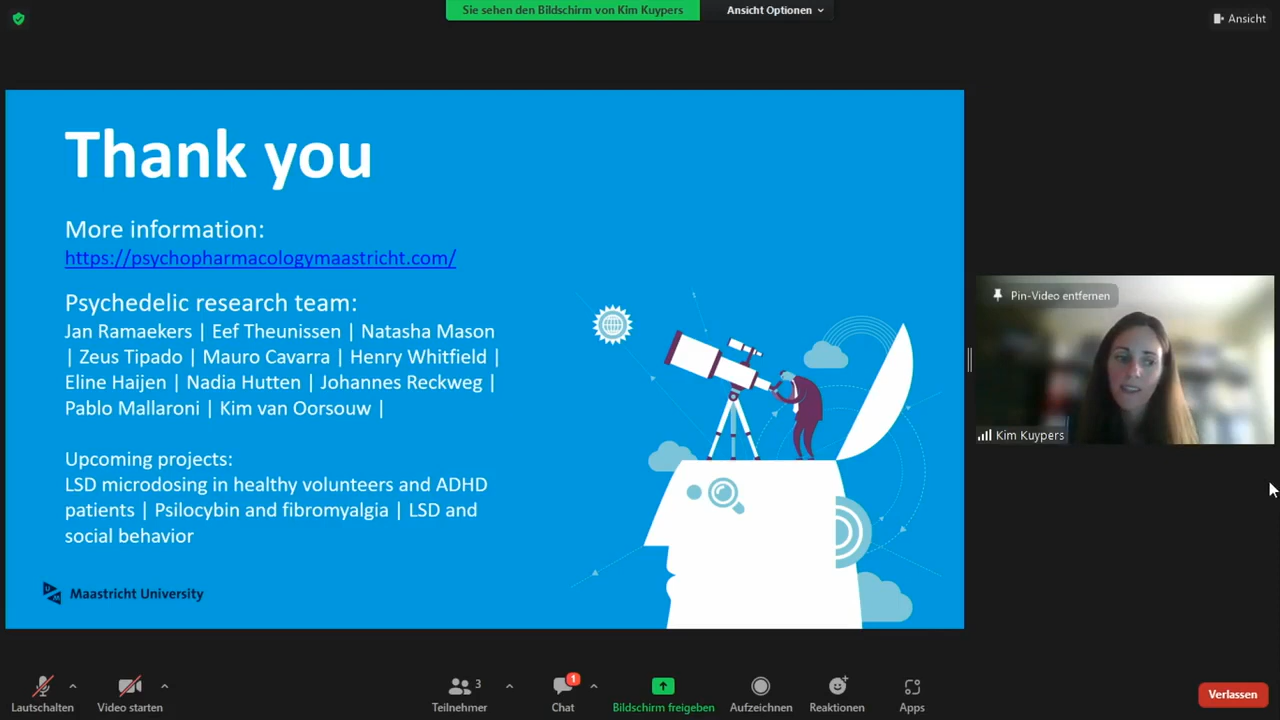 Sie sehen den Bildschirm von Kim Kuypers
Ansicht Optionen
Ansicht
Thank you
More information:
https://psychopharmacologymaastricht.com/
Psychedelic research team:
Jan Ramaekers | Eef Theunissen | Natasha Mason
| Zeus Tipado | Mauro Cavarra | Henry Whitfield |
Eline Haijen | Nadia Hutten | Johannes Reckweg |
Pablo Mallaroni | Kim van Oorsouw |
Upcoming projects:
LSD microdosing in healthy volunteers and ADHD
patients | Psilocybin and fibromyalgia | LSD and
social behavior
Maastricht University
Pin-Video entfernen
Kim Kuypers
Lautschalten
Video starten
3
Teilnehmer
1
Chat
Bildschirm freigeben
Aufzeichnen
Reaktionen
Apps
Verlassen